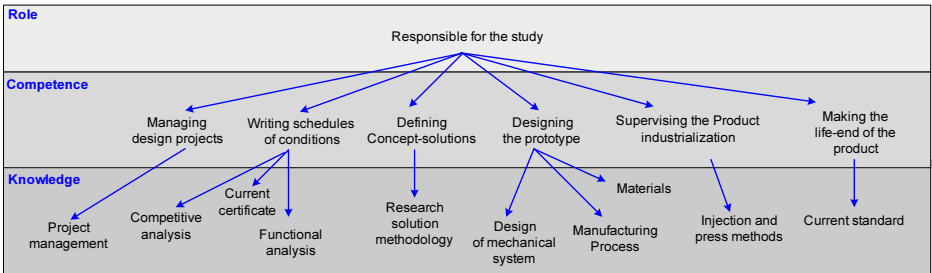 Role
Responsible for the study
Competence
Managing
design projects
Writing schedules
of conditions
Defining
Concept-solutions
Designing
the prototype
Supervising the Product
industrialization
Making the
life-end of the
product
Knowledge
Project
management
Competitive
analysis
Current
certificate
Functional
analysis
Research
solution
methodology
Design
of mechanical
system
Manufacturing
Process
Materials
Injection and
press methods
Current standard